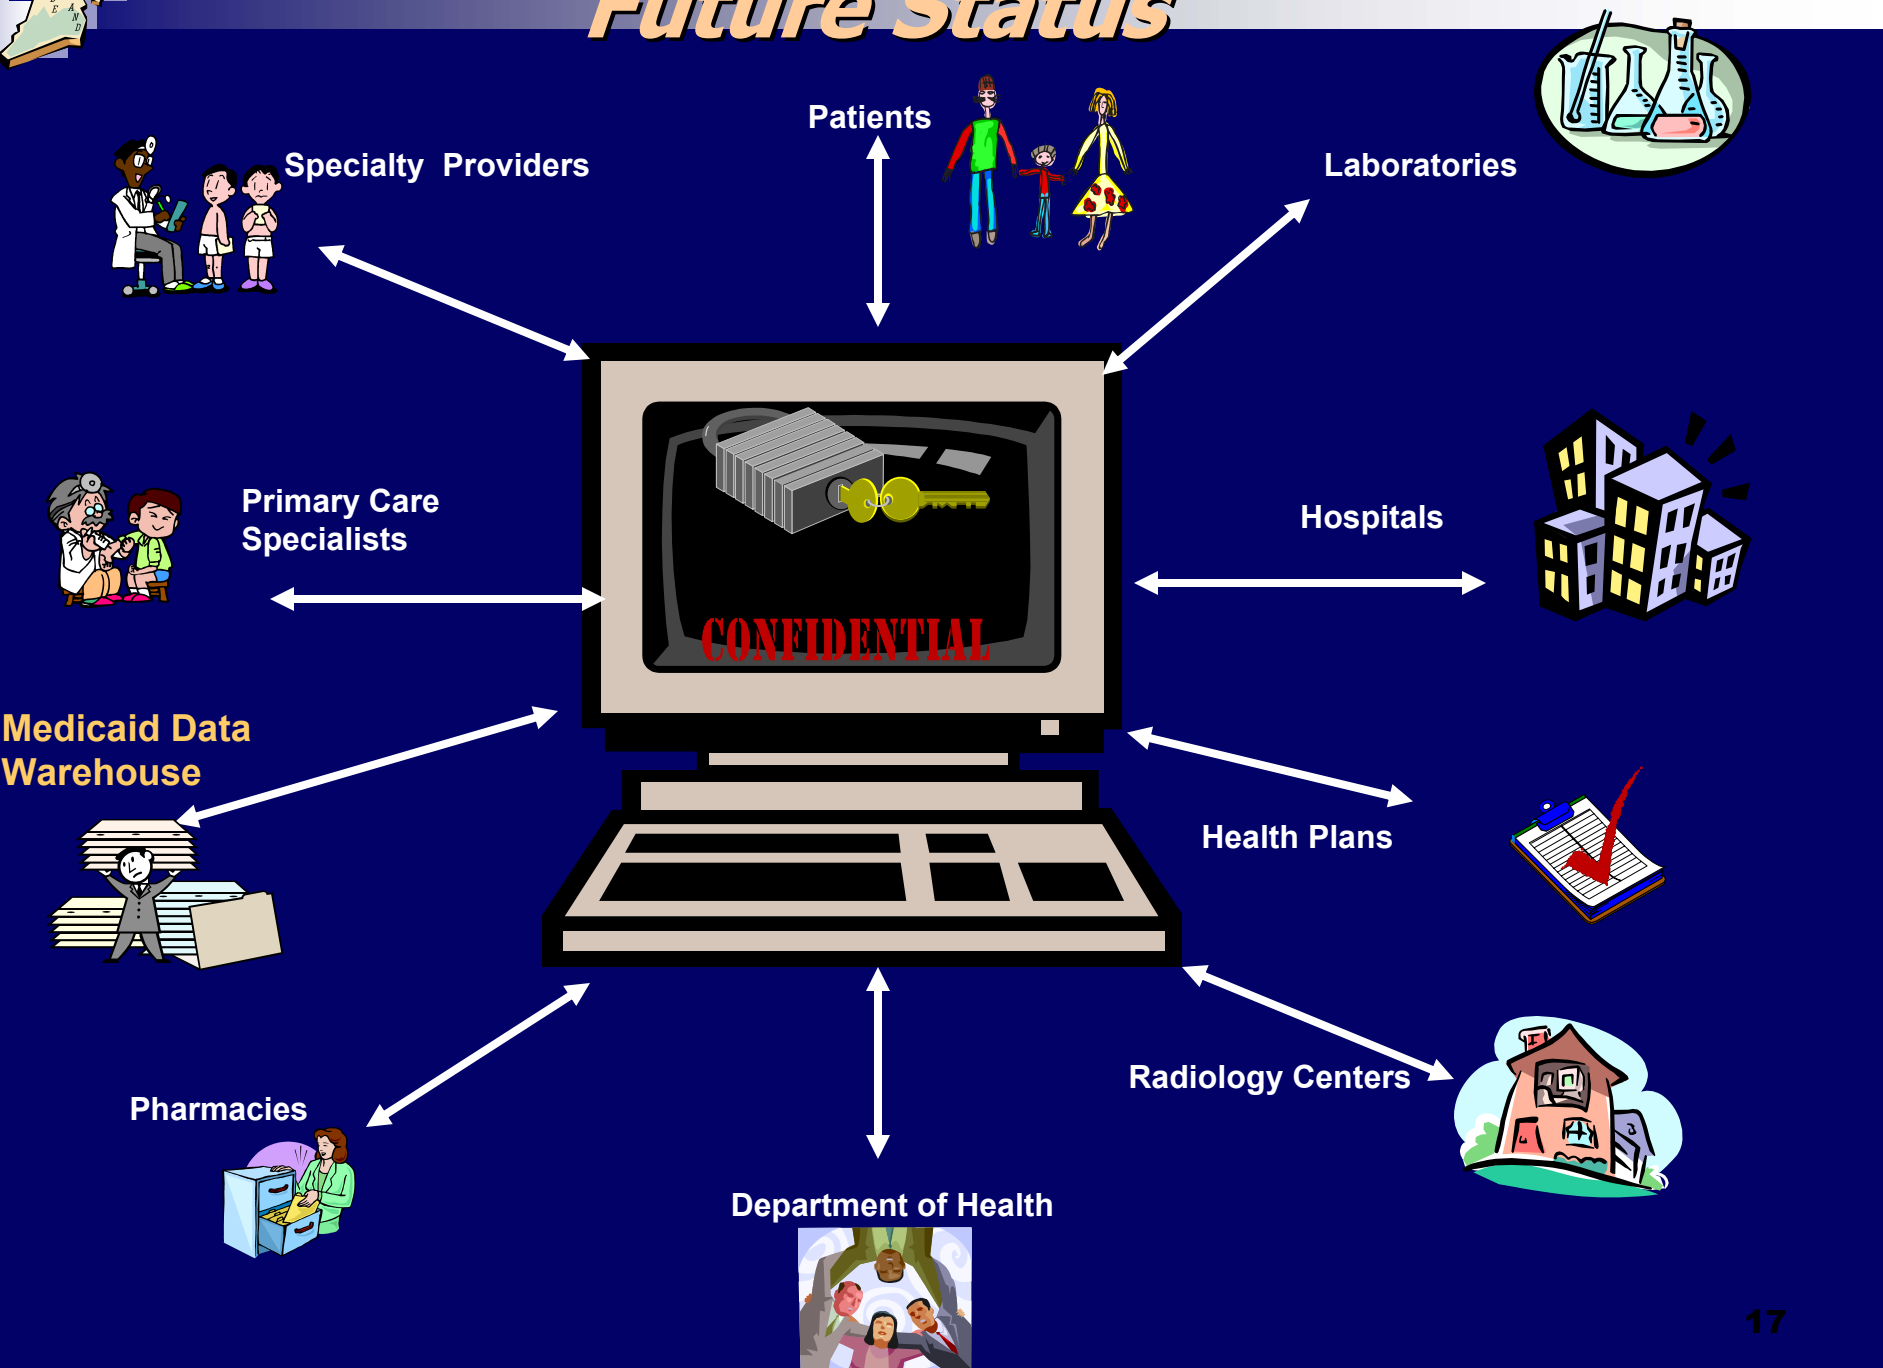 Future Status
Patients
Specialty Providers
Laboratories
Primary Care
Specialists
Hospitals
CONFIDENTIAL
Medicaid Data
Warehouse
Health Plans
Radiology Centers
Pharmacies
Department of Health
17